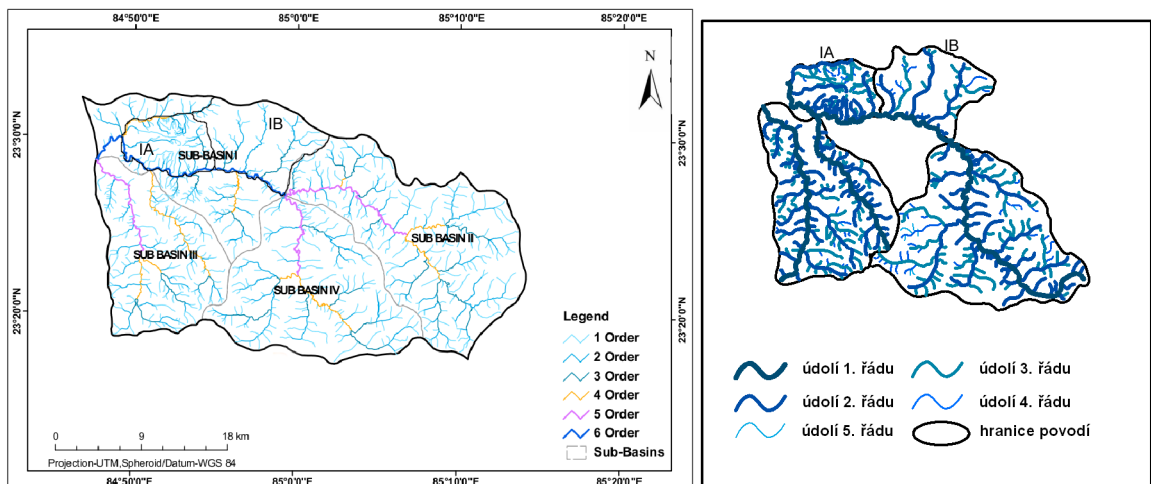 84°50'0"E 85°0'0"E 85°10'0"E 85°20'0"E
N
23°30'0"N
23°20'0"N
IB
IA
SUB-BASIN I
SUB BASIN II
SUB BASIN III
SUB BASIN IV
Legend
1 Order
2 Order
3 Order
4 Order
5 Order
6 Order
Sub-Basins
0 9 18 km
Projection-UTM,Spheroid/Datum-WGS 84
84°50'0"E 85°0'0"E 85°10'0"E 85°20'0"E
23°30'0"N
23°20'0"N
IA
IB
údolí 1. řádu
údolí 3. řádu
údolí 2. řádu
údolí 4. řádu
údolí 5. řádu
hranice povodí